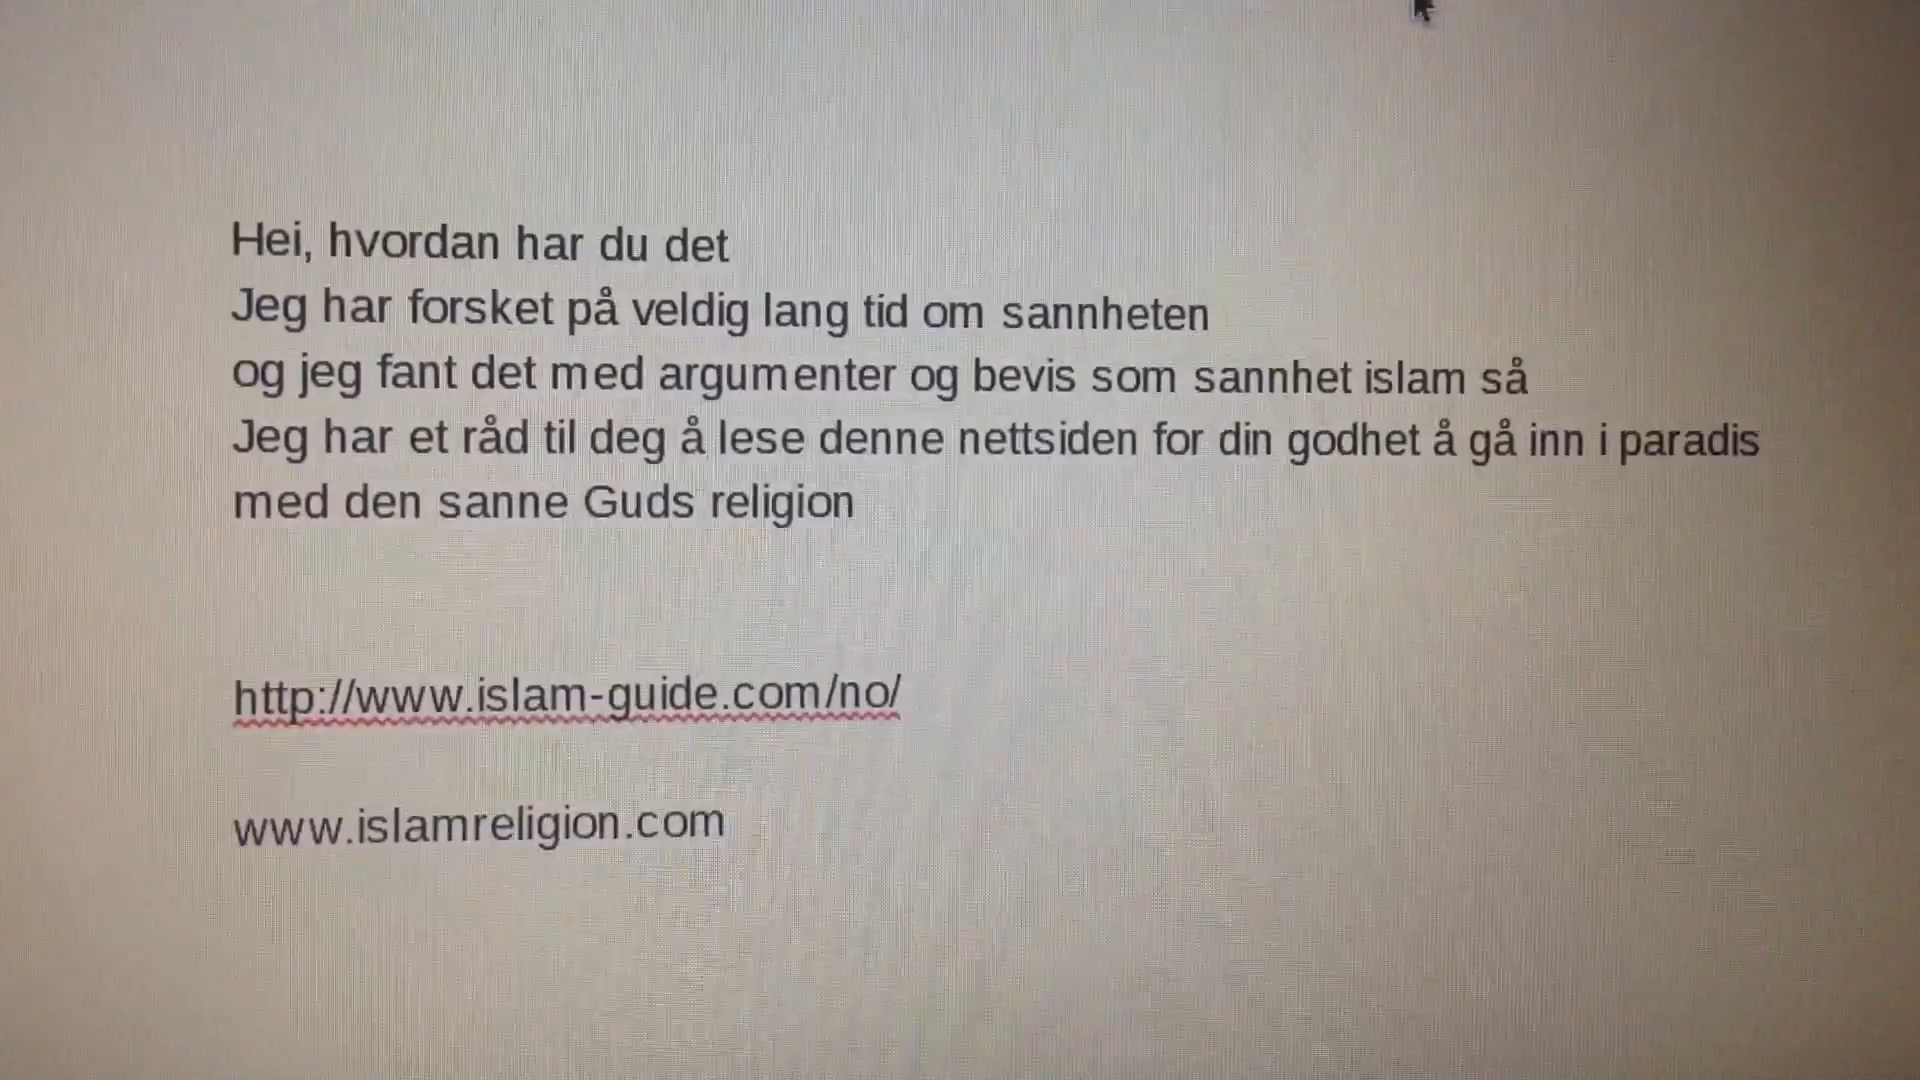 Hei, hvordan har du det
Jeg har forsket på veldig lang tid om sannheten
og jeg fant det med argumenter og bevis som sannhet islam så
Jeg har et råd til deg å lese denne nettsiden for din godhet å gå inn i paradis
med den sanne Guds religion
http://www.islam-guide.com/no/
www.islamreligion.com